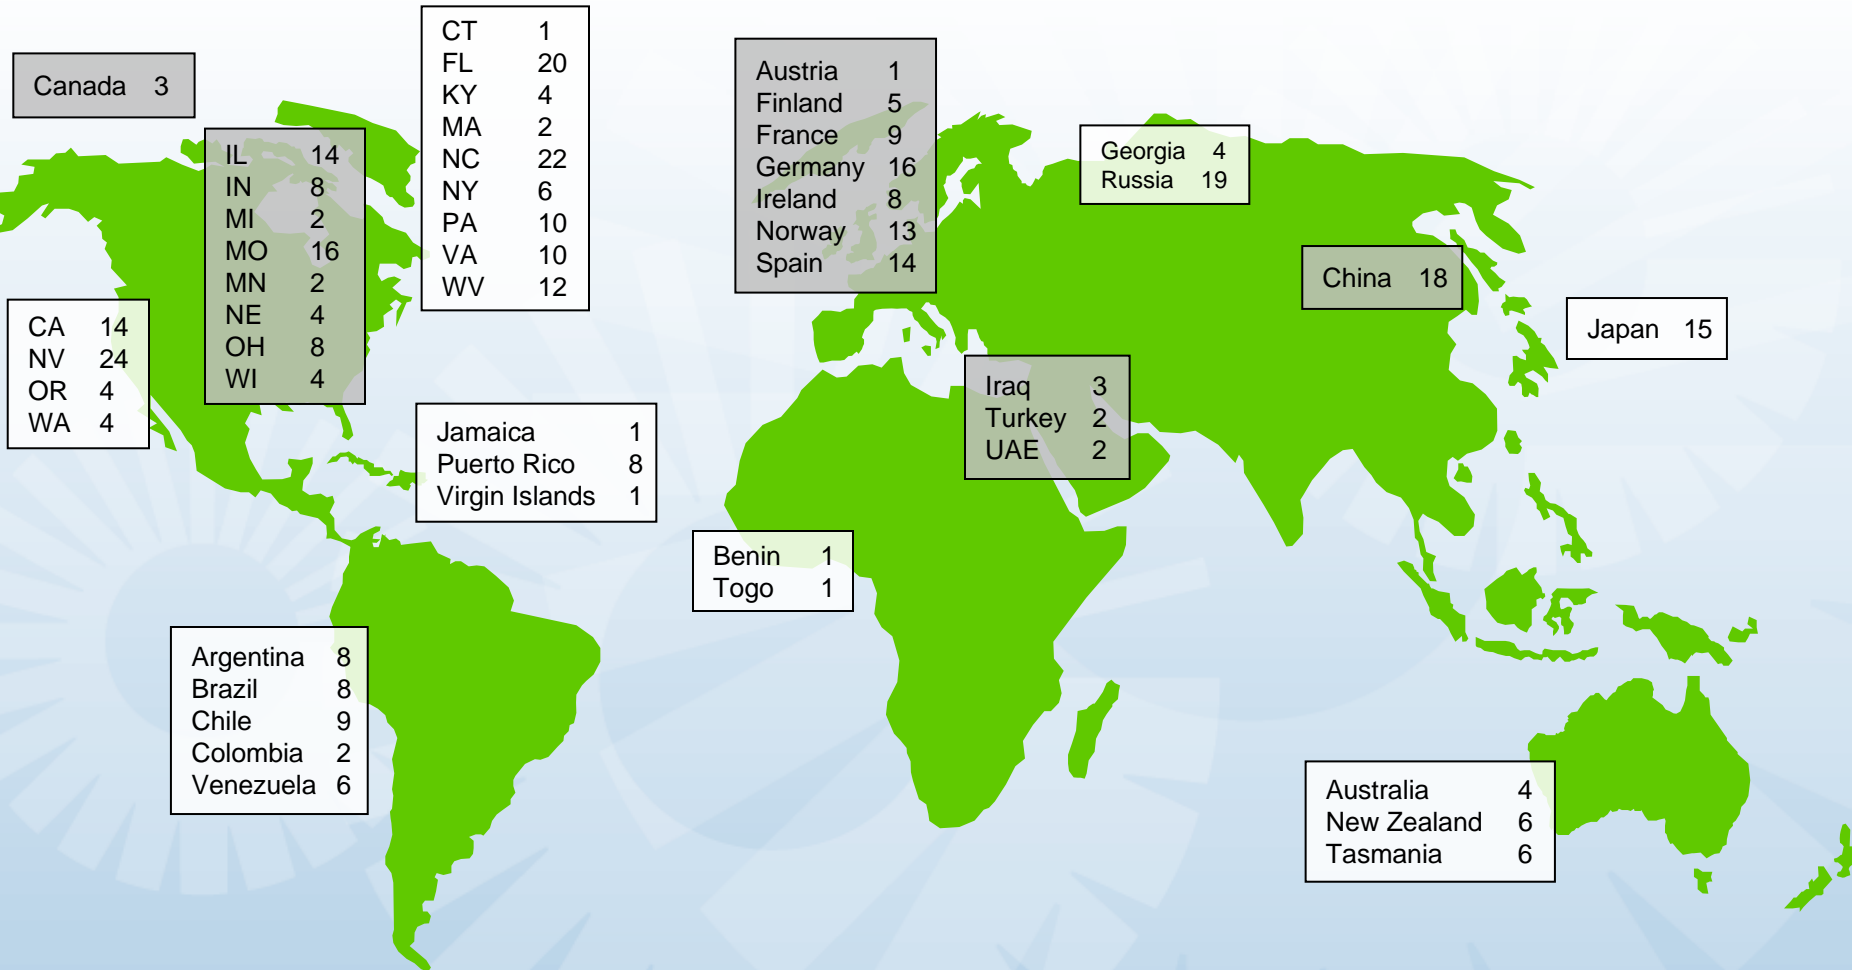 Canada 3
IL 14
IN 8
MI 2
MO 16
MN 2
NE 4
OH 8
WI 4
CT 1
FL 20
KY 4
MA 2
NC 22
NY 6
PA 10
VA 10
WV 12
CA 14
NV 24
OR 4
WA 4
Jamaica 1
Puerto Rico 8
Virgin Islands 1
Argentina 8
Brazil 8
Chile 9
Colombia 2
Venezuela 6
Austria 1
Finland 5
France 9
Germany 16
Ireland 8
Norway 13
Spain 14
Georgia 4
Russia 19
China 18
Japan 15
Iraq 3
Turkey 2
UAE 2
Benin 1
Togo 1
Australia 4
New Zealand 6
Tasmania 6